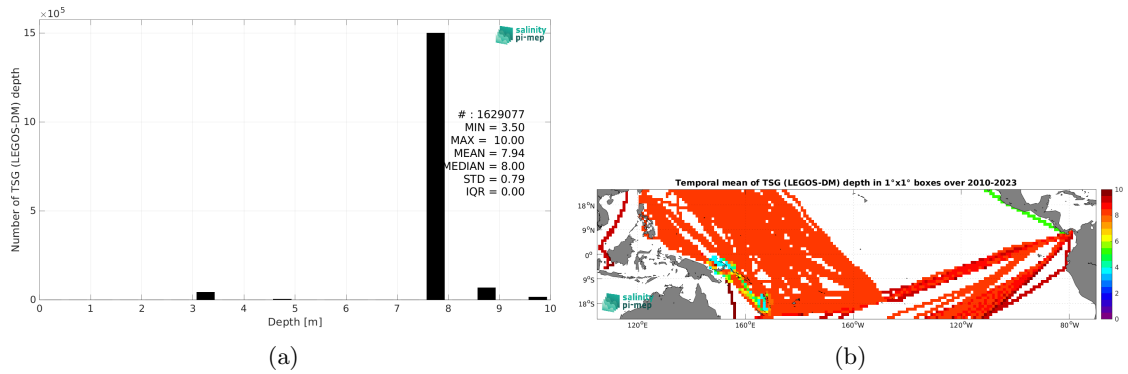 ×10⁵
15
10
5
0
Number of TSG (LEGOS-DM) depth
salinity
pi-mep
# : 1629077
MIN = 3.50
MAX = 10.00
MEAN = 7.94
MEDIAN = 8.00
STD = 0.79
IQR = 0.00
0 1 2 3 4 5 6 7 8 9 10
Depth [m]
(a)
Temporal mean of TSG (LEGOS-DM) depth in 1°x1° boxes over 2010-2023
18°N
9°N
0°
9°S
18°S
salinity
pi-mep
120°E 160°E 160°W 120°W 80°W
10
8
6
4
2
0
(b)